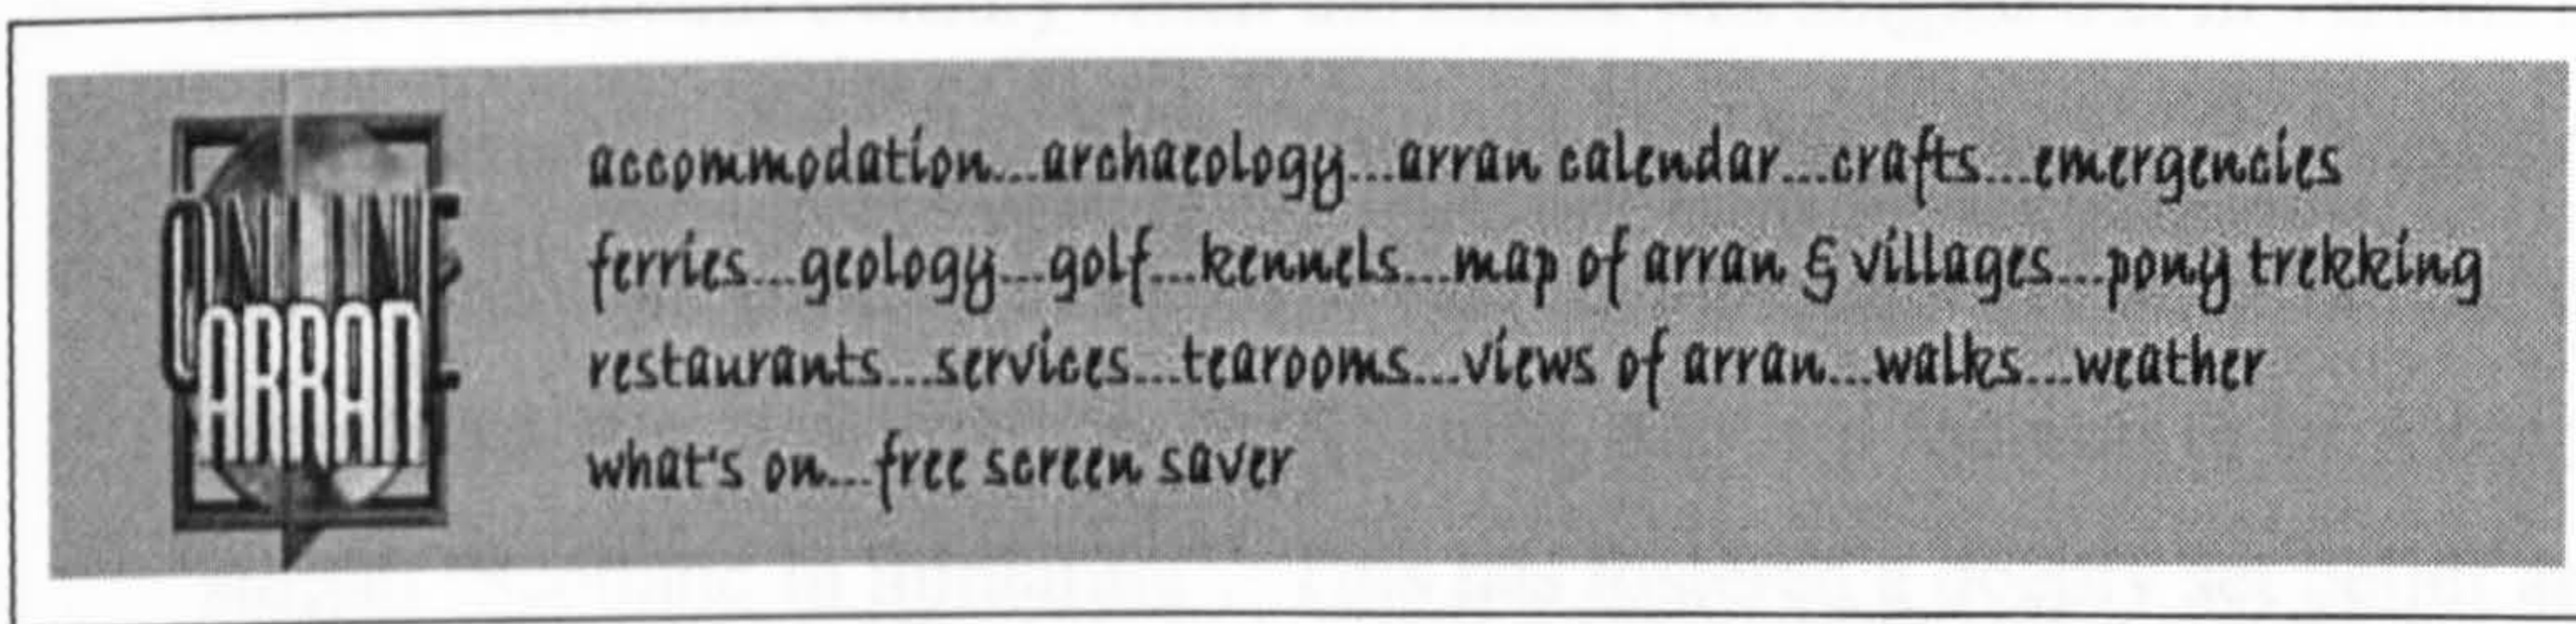 ONLINE
ARRAN
accommodation...archaeology...arran calendar...crafts...emergencies
ferries...geology...golf...kennels...map of arran & villages...pony trekking
restaurants...services...tearooms...views of arran...walks...weather
what's on...free screen saver